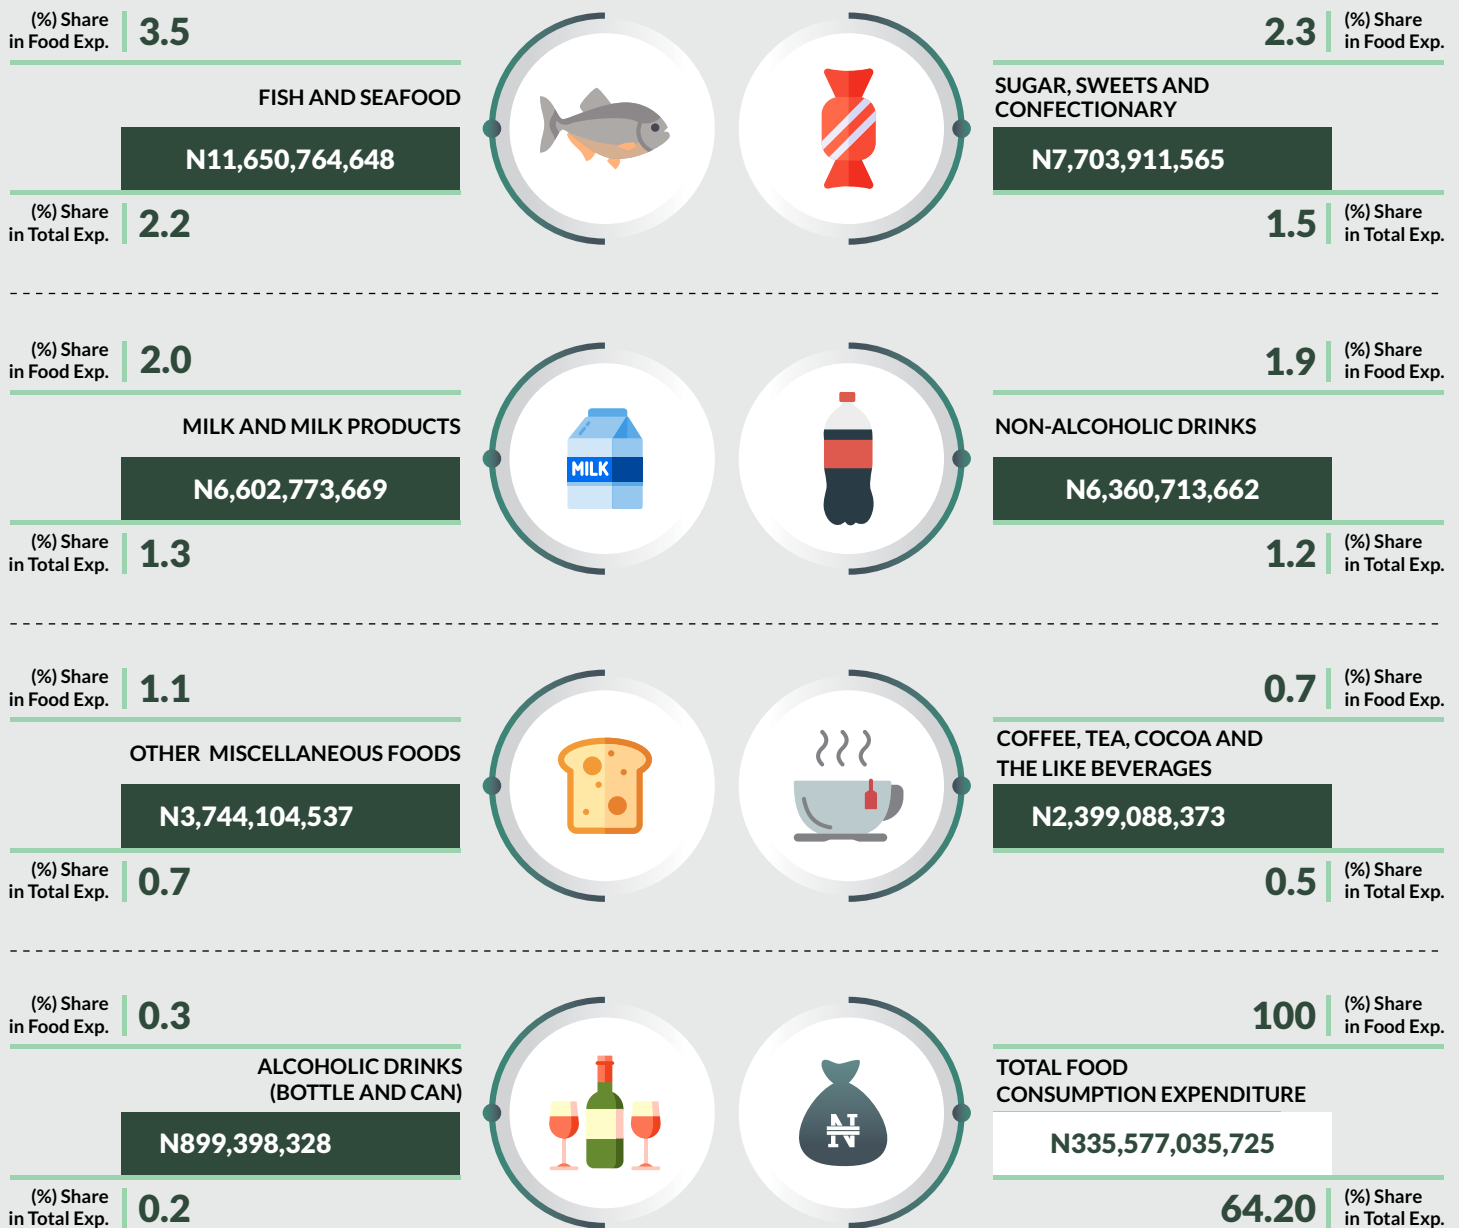 (%) Share
in Food Exp.
3.5
FISH AND SEAFOOD
N11,650,764,648
(%) Share
in Total Exp.
2.2
2.3
(%) Share
in Food Exp.
SUGAR, SWEETS AND
CONFECTIONARY
N7,703,911,565
1.5
(%) Share
in Total Exp.
(%) Share
in Food Exp.
2.0
MILK AND MILK PRODUCTS
N6,602,773,669
(%) Share
in Total Exp.
1.3
MILK
1.9
(%) Share
in Food Exp.
NON-ALCOHOLIC DRINKS
N6,360,713,662
1.2
(%) Share
in Total Exp.
(%) Share
in Food Exp.
1.1
OTHER MISCELLANEOUS FOODS
N3,744,104,537
(%) Share
in Total Exp.
0.7
0.7
(%) Share
in Food Exp.
COFFEE, TEA, COCOA AND
THE LIKE BEVERAGES
N2,399,088,373
0.5
(%) Share
in Total Exp.
(%) Share
in Food Exp.
0.3
ALCOHOLIC DRINKS
(BOTTLE AND CAN)
N899,398,328
(%) Share
in Total Exp.
0.2
₦
100
(%) Share
in Food Exp.
TOTAL FOOD
CONSUMPTION EXPENDITURE
N335,577,035,725
64.20
(%) Share
in Total Exp.